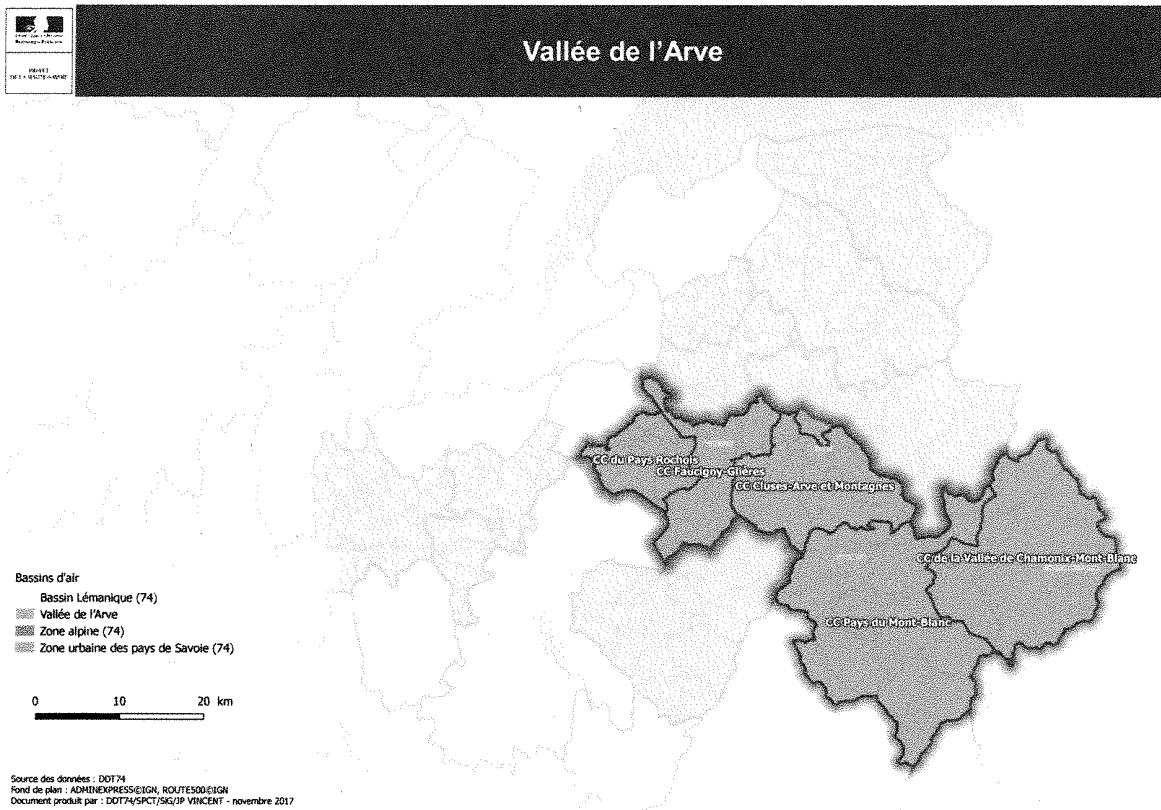 PRÉFET
Vallée de l'Arve
CC du Pays Rochois
CC Faucigny-Glières
CC Cluses-Arve et Montagnes
CC de la Vallée de Chamonix-Mont-Blanc
CC Pays du Mont-Blanc
Bassins d'air
Bassin Lémanique (74)
Vallée de l'Arve
Zone alpine (74)
Zone urbaine des pays de Savoie (74)
0 10 20 km
Source des données : DDT74
Fond de plan : ADMINEXPRESS©IGN, ROUTE500©IGN
Document produit par : DDT74/SPCT/SIG/JP VINCENT - novembre 2017